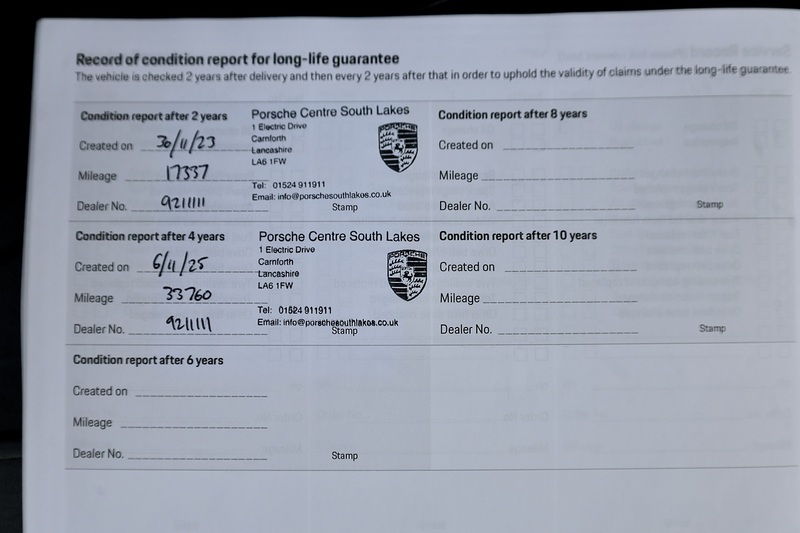 Record of condition report for long-life guarantee
The vehicle is checked 2 years after delivery and then every 2 years after that in order to uphold the validity of claims under the long-life guarantee.
Condition report after 2 years
Created on 30/11/23
Mileage 17337
Dealer No. 9211111
Porsche Centre South Lakes
1 Electric Drive
Carnforth
Lancashire
LA6 1FW
Tel: 01524 911911
Email: info@porschesouthlakes.co.uk
Stamp
PORSCHE
Condition report after 8 years
Created on
Mileage
Dealer No.
Stamp
Condition report after 4 years
Created on 6/11/25
Mileage 33760
Dealer No. 9211111
Porsche Centre South Lakes
1 Electric Drive
Carnforth
Lancashire
LA6 1FW
Tel: 01524 911911
Email: info@porschesouthlakes.co.uk
Stamp
PORSCHE
Condition report after 10 years
Created on
Mileage
Dealer No.
Stamp
Condition report after 6 years
Created on
Mileage
Dealer No.
Stamp